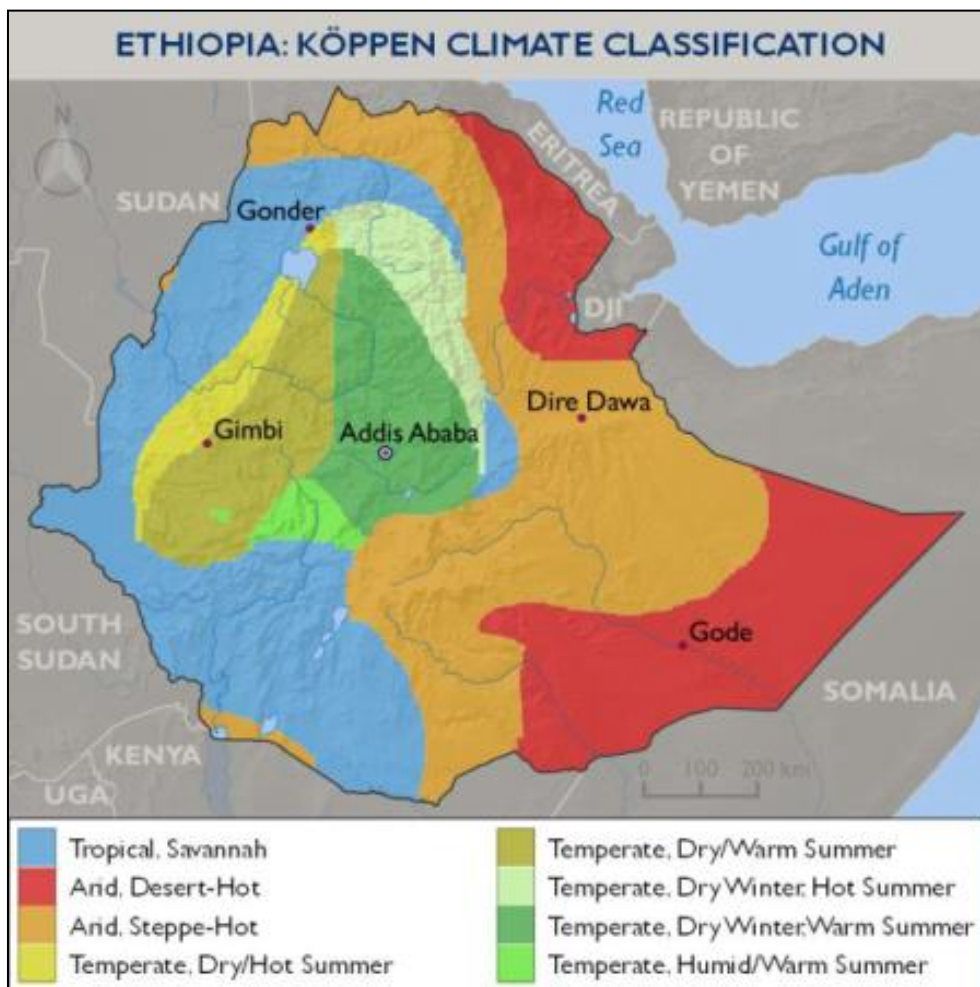 ETHIOPIA: KÖPPEN CLIMATE CLASSIFICATION
N
Red
Sea
REPUBLIC
OF
YEMEN
ERITREA
SUDAN
Gonder
Gulf of
Aden
DJI
Dire Dawa
Gimbi
Addis Ababa
SOUTH
SUDAN
Gode
SOMALIA
KENYA
UGA
0 100 200 km
Tropical, Savannah
Arid, Desert-Hot
Arid, Steppe-Hot
Temperate, Dry/Hot Summer
Temperate, Dry/Warm Summer
Temperate, Dry Winter, Hot Summer
Temperate, Dry Winter, Warm Summer
Temperate, Humid/Warm Summer